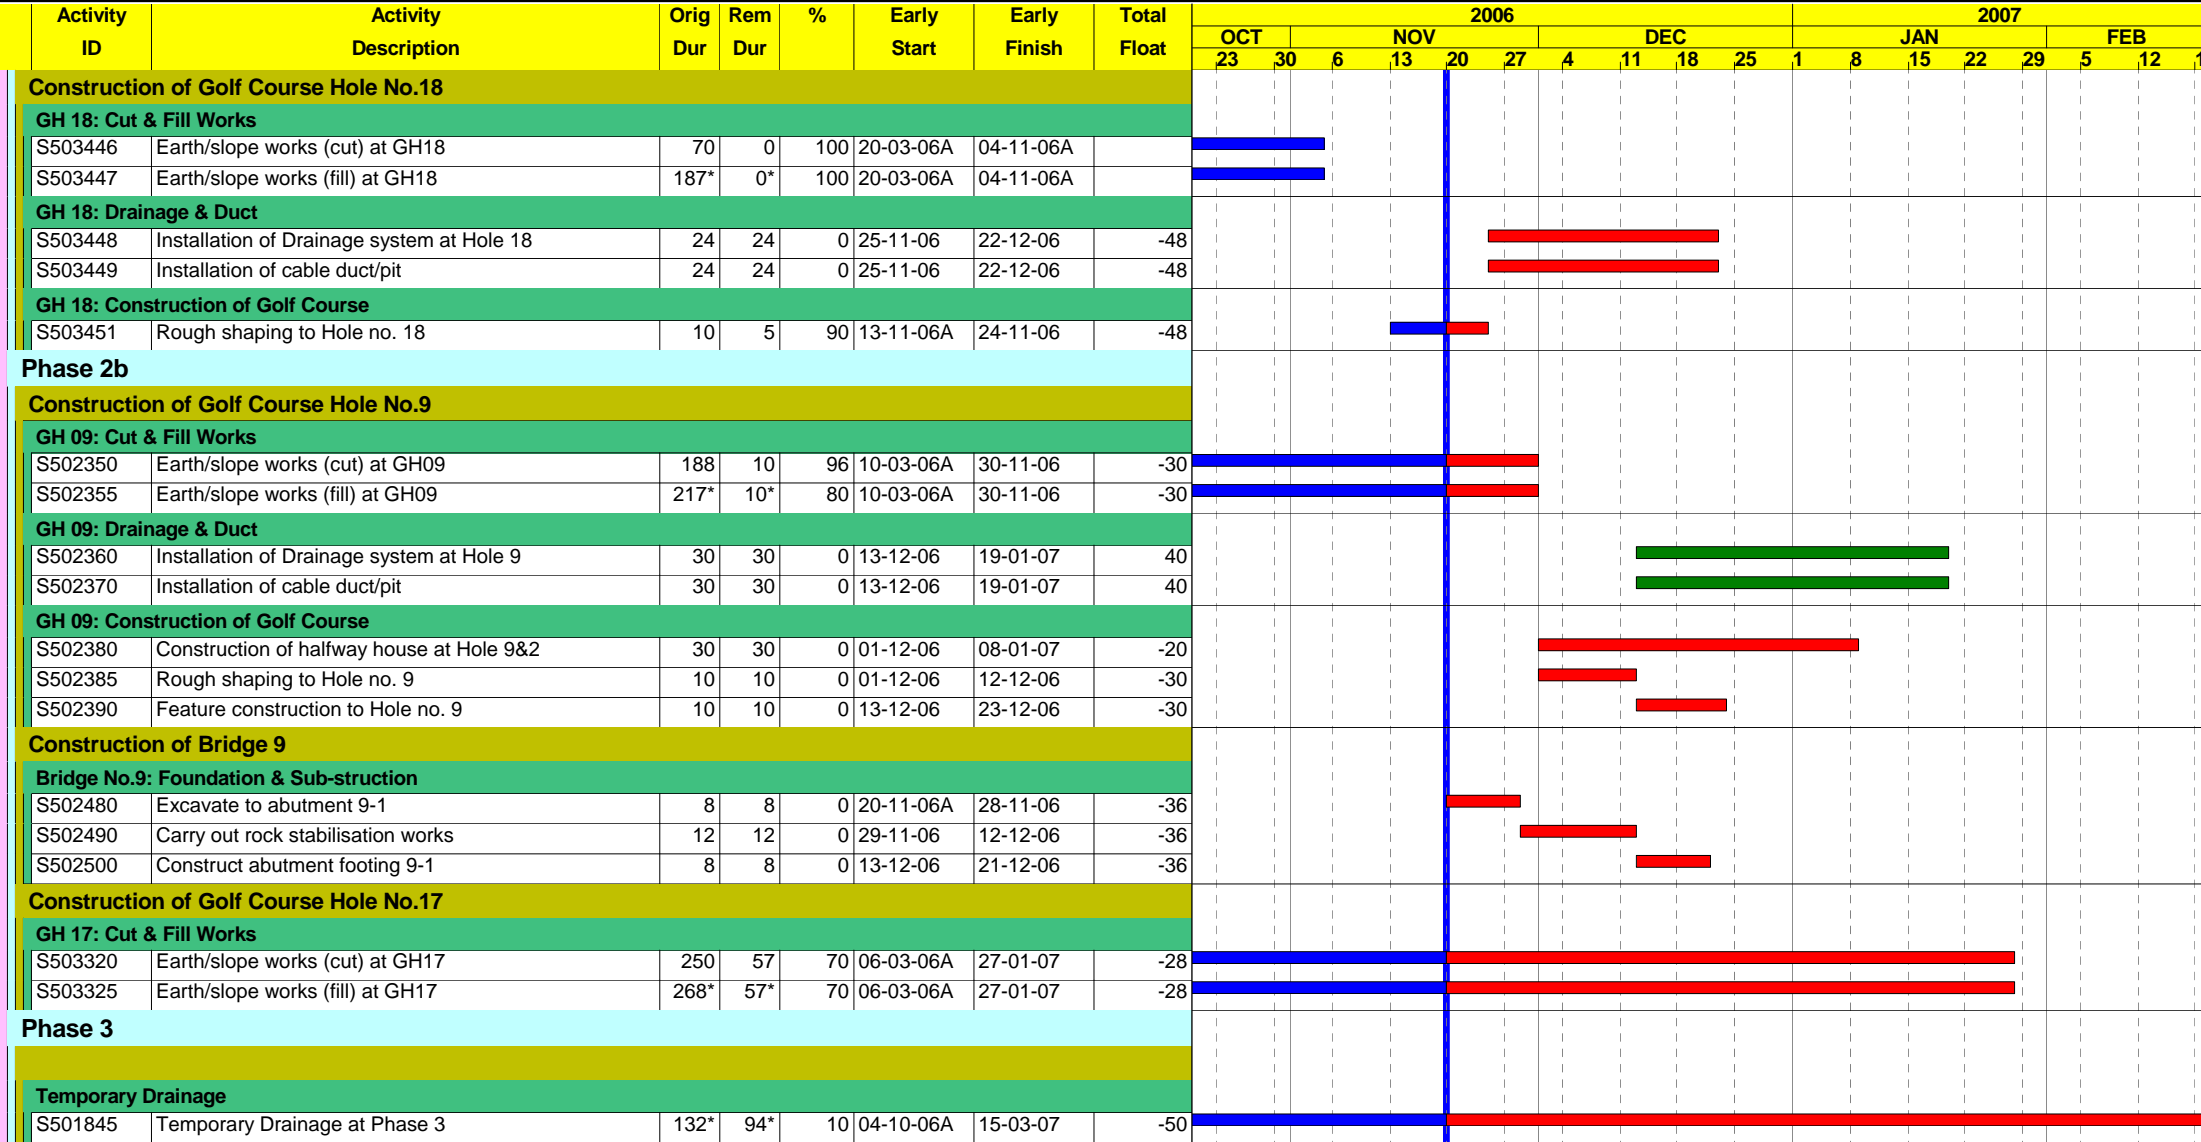 Activity Activity Orig Rem % Early Early Total 2006 2007
ID Description Dur Dur Start Finish Float OCT NOV DEC JAN FEB
23 30 6 13 20 27 4 11 18 25 1 8 15 22 29 5 12 1
Construction of Golf Course Hole No.18
GH 18: Cut & Fill Works
S503446 Earth/slope works (cut) at GH18 70 0 100 20-03-06A 04-11-06A
S503447 Earth/slope works (fill) at GH18 187* 0* 100 20-03-06A 04-11-06A
GH 18: Drainage & Duct
S503448 Installation of Drainage system at Hole 18 24 24 0 25-11-06 22-12-06 -48
S503449 Installation of cable duct/pit 24 24 0 25-11-06 22-12-06 -48
GH 18: Construction of Golf Course
S503451 Rough shaping to Hole no. 18 10 5 90 13-11-06A 24-11-06 -48
Phase 2b
Construction of Golf Course Hole No.9
GH 09: Cut & Fill Works
S502350 Earth/slope works (cut) at GH09 188 10 96 10-03-06A 30-11-06 -30
S502355 Earth/slope works (fill) at GH09 217* 10* 80 10-03-06A 30-11-06 -30
GH 09: Drainage & Duct
S502360 Installation of Drainage system at Hole 9 30 30 0 13-12-06 19-01-07 40
S502370 Installation of cable duct/pit 30 30 0 13-12-06 19-01-07 40
GH 09: Construction of Golf Course
S502380 Construction of halfway house at Hole 9&2 30 30 0 01-12-06 08-01-07 -20
S502385 Rough shaping to Hole no. 9 10 10 0 01-12-06 12-12-06 -30
S502390 Feature construction to Hole no. 9 10 10 0 13-12-06 23-12-06 -30
Construction of Bridge 9
Bridge No.9: Foundation & Sub-struction
S502480 Excavate to abutment 9-1 8 8 0 20-11-06A 28-11-06 -36
S502490 Carry out rock stabilisation works 12 12 0 29-11-06 12-12-06 -36
S502500 Construct abutment footing 9-1 8 8 0 13-12-06 21-12-06 -36
Construction of Golf Course Hole No.17
GH 17: Cut & Fill Works
S503320 Earth/slope works (cut) at GH17 250 57 70 06-03-06A 27-01-07 -28
S503325 Earth/slope works (fill) at GH17 268* 57* 70 06-03-06A 27-01-07 -28
Phase 3
Temporary Drainage
S501845 Temporary Drainage at Phase 3 132* 94* 10 04-10-06A 15-03-07 -50